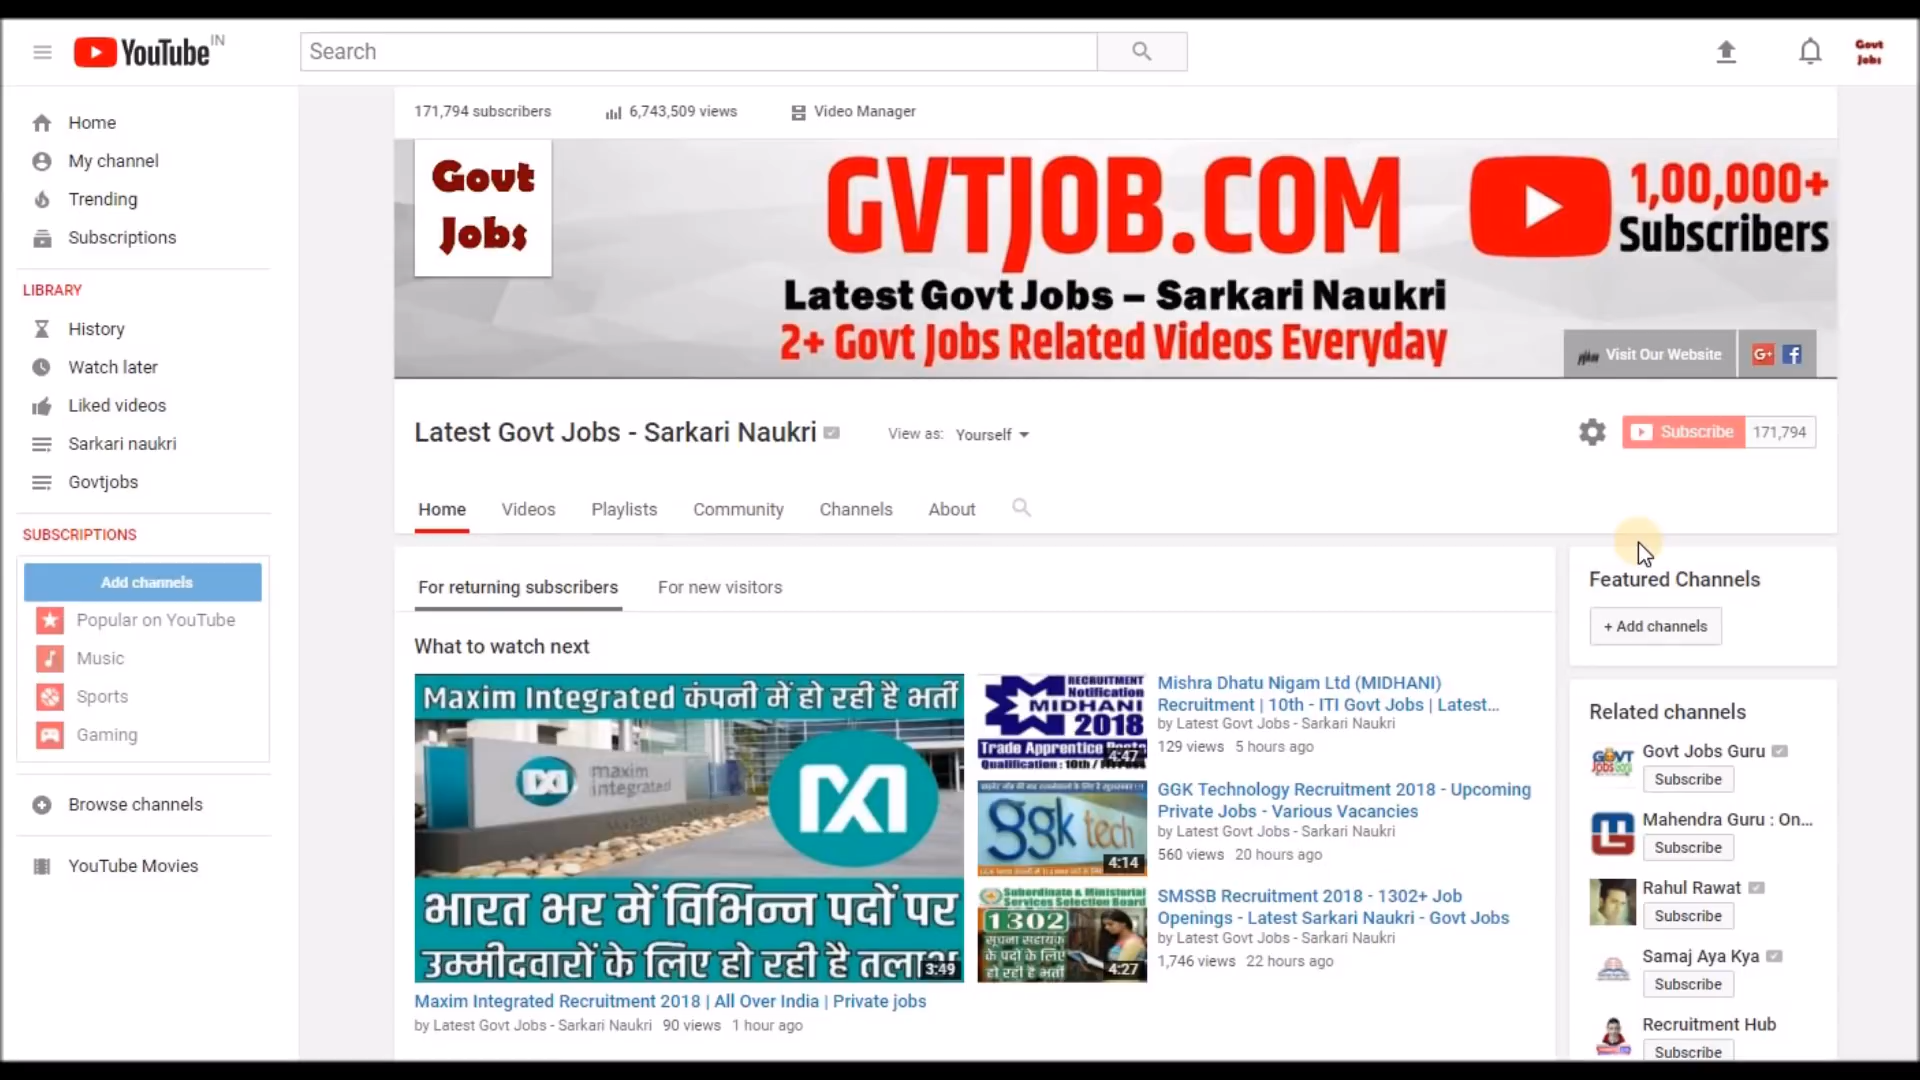 YouTube IN
Search
Govt
Jobs
Home
My channel
Trending
Subscriptions
LIBRARY
History
Watch later
Liked videos
Sarkari naukri
Govtjobs
SUBSCRIPTIONS
Add channels
Popular on YouTube
Music
Sports
Gaming
Browse channels
YouTube Movies
171,794 subscribers
6,743,509 views
Video Manager
Govt
Jobs
GVTJOB.COM
Latest Govt Jobs – Sarkari Naukri
2+ Govt Jobs Related Videos Everyday
1,00,000+
Subscribers
Visit Our Website
G+ f
Latest Govt Jobs - Sarkari Naukri
View as: Yourself
Subscribe 171,794
Home Videos Playlists Community Channels About
For returning subscribers
For new visitors
What to watch next
Maxim Integrated कंपनी में हो रही है भर्ती
maxim
integrated
भारत भर में विभिन्न पदों पर
उम्मीदवारों के लिए हो रही है
3:49
Maxim Integrated Recruitment 2018 | All Over India | Private jobs
by Latest Govt Jobs - Sarkari Naukri 90 views 1 hour ago
RECRUITMENT
Notification
MIDHANI
2018
Trade Apprentice
Qualification : 10th /
4:47
Mishra Dhatu Nigam Ltd (MIDHANI)
Recruitment | 10th - ITI Govt Jobs | Latest...
by Latest Govt Jobs - Sarkari Naukri
129 views 5 hours ago
ggk tech
4:14
GGK Technology Recruitment 2018 - Upcoming
Private Jobs - Various Vacancies
by Latest Govt Jobs - Sarkari Naukri
560 views 20 hours ago
Subordinate & Ministerial
Services Selection Board
1302
सूचना सहायक
के पदों के लिए
हो रही है भर्ती
4:27
SMSSB Recruitment 2018 - 1302+ Job
Openings - Latest Sarkari Naukri - Govt Jobs
by Latest Govt Jobs - Sarkari Naukri
1,746 views 22 hours ago
Featured Channels
+ Add channels
Related channels
Govt Jobs Guru
Subscribe
Mahendra Guru : On...
Subscribe
Rahul Rawat
Subscribe
Samaj Aya Kya
Subscribe
Recruitment Hub
Subscribe